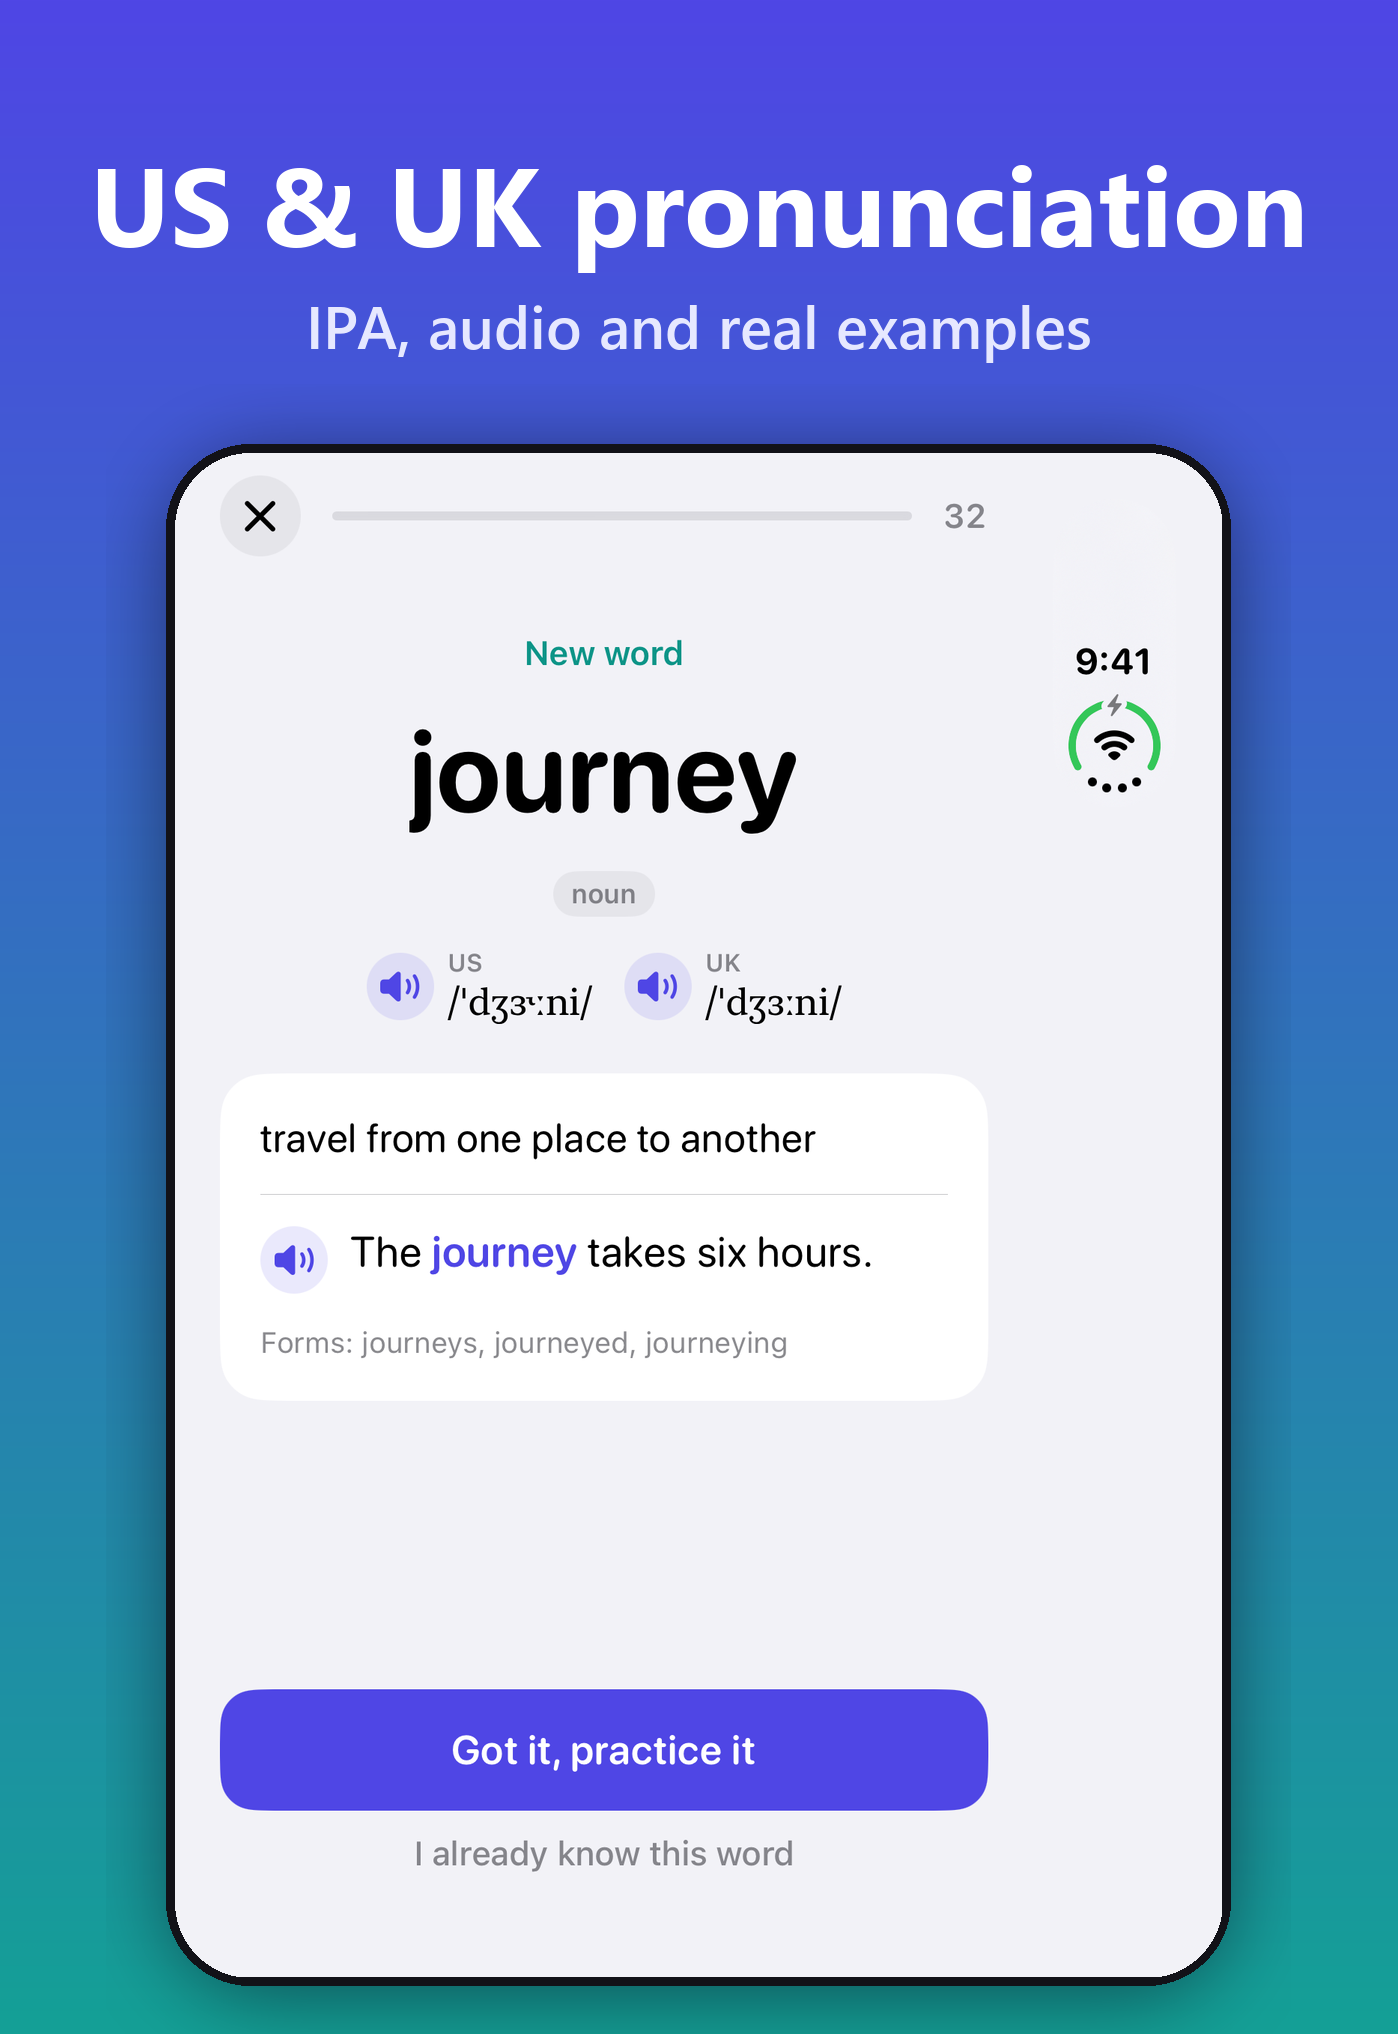 US & UK pronunciation
IPA, audio and real examples
32
New word
9:41
journey
noun
US
/ˈdʒɝːni/
UK
/ˈdʒɜːni/
travel from one place to another
The journey takes six hours.
Forms: journeys, journeyed, journeying
Got it, practice it
I already know this word